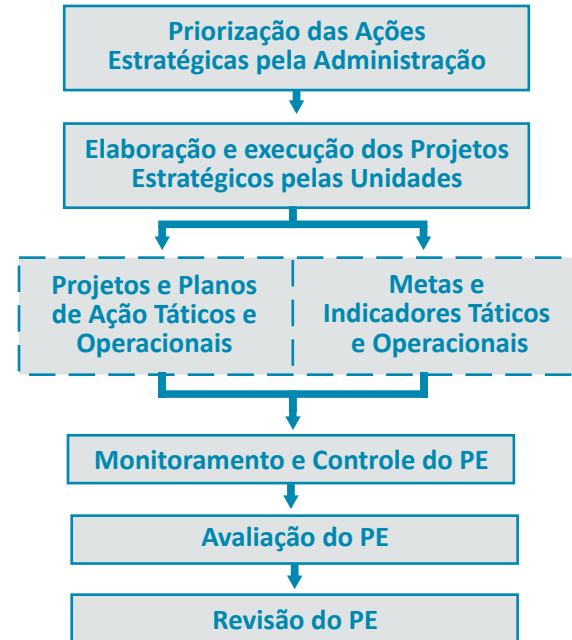 Priorização das Ações
Estratégicas pela Administração
Elaboração e execução dos Projetos
Estratégicos pelas Unidades
Projetos e Planos
de Ação Táticos e
Operacionais
Metas e
Indicadores Táticos
e Operacionais
Monitoramento e Controle do PE
Avaliação do PE
Revisão do PE